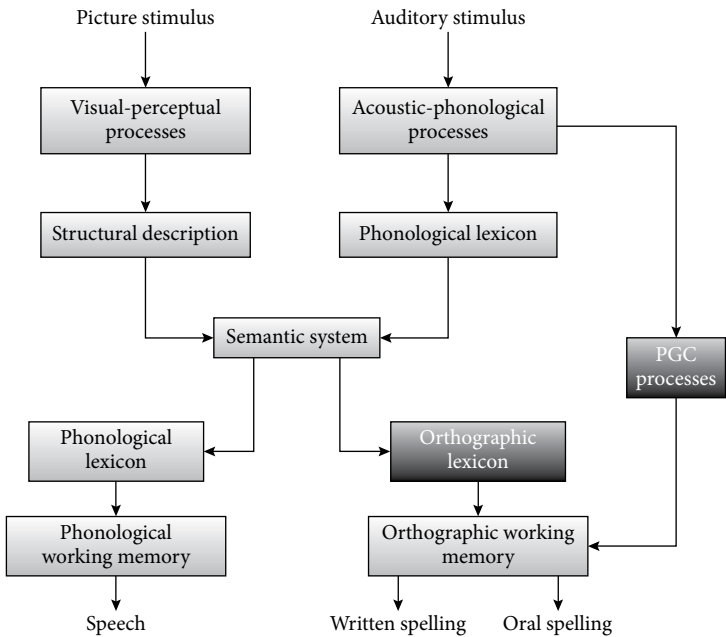 Picture stimulus
Auditory stimulus
Visual-perceptual
processes
Acoustic-phonological
processes
Structural description
Phonological lexicon
Semantic system
PGC
processes
Phonological
lexicon
Orthographic
lexicon
Phonological
working memory
Orthographic working
memory
Speech
Written spelling
Oral spelling